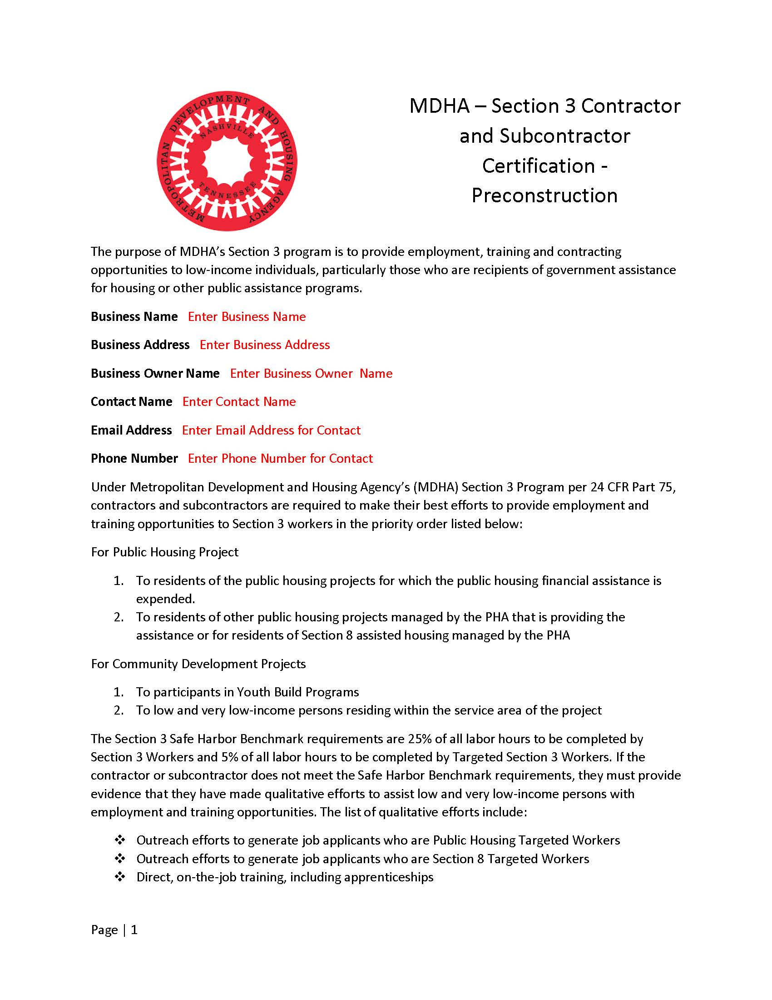 METROPOLITAN DEVELOPMENT AND HOUSING AGENCY
NASHVILLE
TENNESSEE
MDHA – Section 3 Contractor
and Subcontractor
Certification -
Preconstruction
The purpose of MDHA’s Section 3 program is to provide employment, training and contracting
opportunities to low-income individuals, particularly those who are recipients of government assistance
for housing or other public assistance programs.
Business Name   Enter Business Name
Business Address   Enter Business Address
Business Owner Name   Enter Business Owner  Name
Contact Name   Enter Contact Name
Email Address   Enter Email Address for Contact
Phone Number   Enter Phone Number for Contact
Under Metropolitan Development and Housing Agency’s (MDHA) Section 3 Program per 24 CFR Part 75,
contractors and subcontractors are required to make their best efforts to provide employment and
training opportunities to Section 3 workers in the priority order listed below:
For Public Housing Project
1. To residents of the public housing projects for which the public housing financial assistance is
expended.
2. To residents of other public housing projects managed by the PHA that is providing the
assistance or for residents of Section 8 assisted housing managed by the PHA
For Community Development Projects
1. To participants in Youth Build Programs
2. To low and very low-income persons residing within the service area of the project
The Section 3 Safe Harbor Benchmark requirements are 25% of all labor hours to be completed by
Section 3 Workers and 5% of all labor hours to be completed by Targeted Section 3 Workers. If the
contractor or subcontractor does not meet the Safe Harbor Benchmark requirements, they must provide
evidence that they have made qualitative efforts to assist low and very low-income persons with
employment and training opportunities. The list of qualitative efforts include:
❖ Outreach efforts to generate job applicants who are Public Housing Targeted Workers
❖ Outreach efforts to generate job applicants who are Section 8 Targeted Workers
❖ Direct, on-the-job training, including apprenticeships
Page | 1